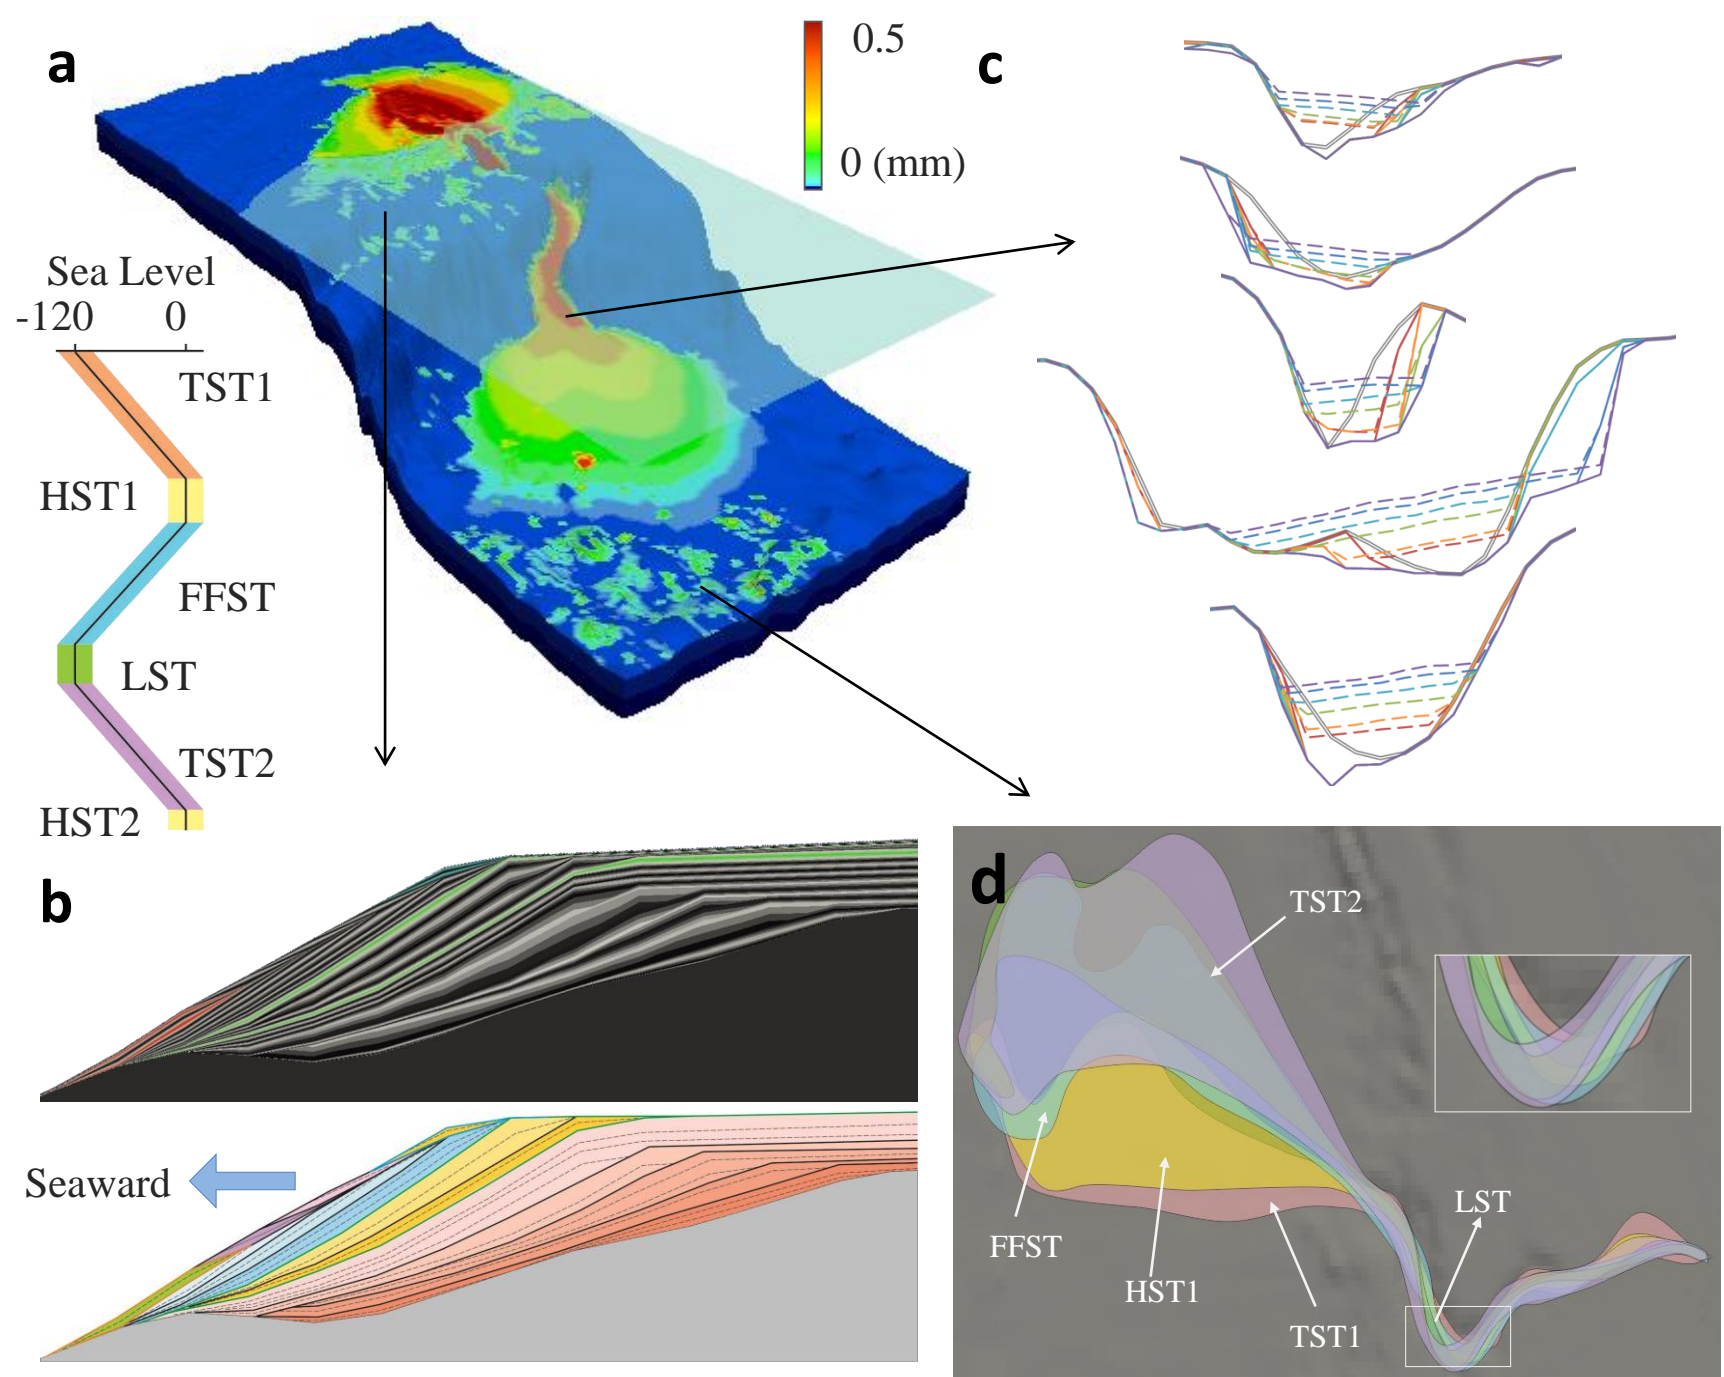 a
0.5
0 (mm)
c
Sea Level
-120 0
TST1
HST1
FFST
LST
TST2
HST2
b
Seaward
d
TST2
LST
FFST
HST1
TST1